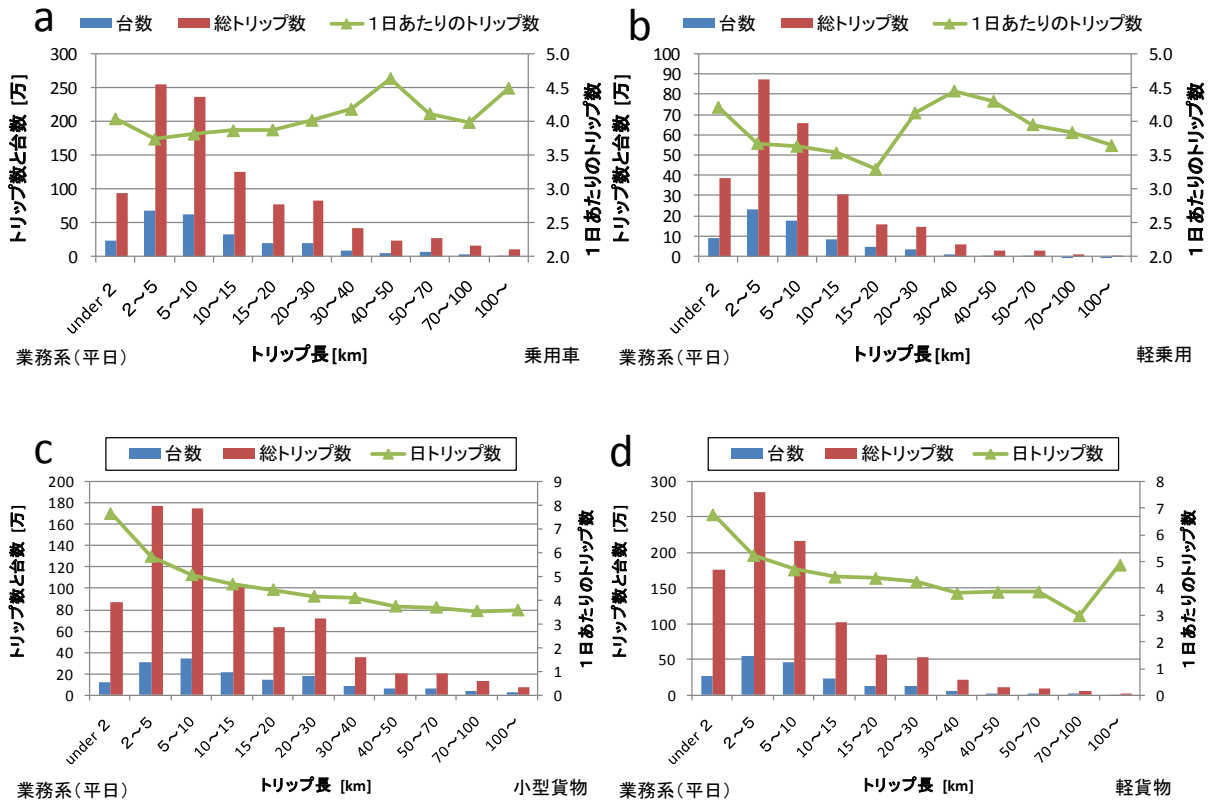 a
台数 総トリップ数 1日あたりのトリップ数
トリップ数と台数 [万]
300
250
200
150
100
50
0
5.0
4.5
4.0
3.5
3.0
2.5
2.0
1日あたりのトリップ数
under 2 2～5 5～10 10～15 15～20 20～30 30～40 40～50 50～70 70～100 100～
業務系(平日) トリップ長[km] 乗用車
b
台数 総トリップ数 1日あたりのトリップ数
トリップ数と台数 [万]
100
90
80
70
60
50
40
30
20
10
0
5.0
4.5
4.0
3.5
3.0
2.5
2.0
1日あたりのトリップ数
under 2 2～5 5～10 10～15 15～20 20～30 30～40 40～50 50～70 70～100 100～
業務系(平日) トリップ長[km] 軽乗用
c
台数 総トリップ数 日トリップ数
トリップ数と台数 [万]
200
180
160
140
120
100
80
60
40
20
0
9
8
7
6
5
4
3
2
1
0
1日あたりのトリップ数
under 2 2～5 5～10 10～15 15～20 20～30 30～40 40～50 50～70 70～100 100～
業務系(平日) トリップ長 [km] 小型貨物
d
台数 総トリップ数 日トリップ数
トリップ数と台数 [万]
300
250
200
150
100
50
0
8
7
6
5
4
3
2
1
0
1日あたりのトリップ数
under 2 2～5 5～10 10～15 15～20 20～30 30～40 40～50 50～70 70～100 100～
業務系(平日) トリップ長 [km] 軽貨物